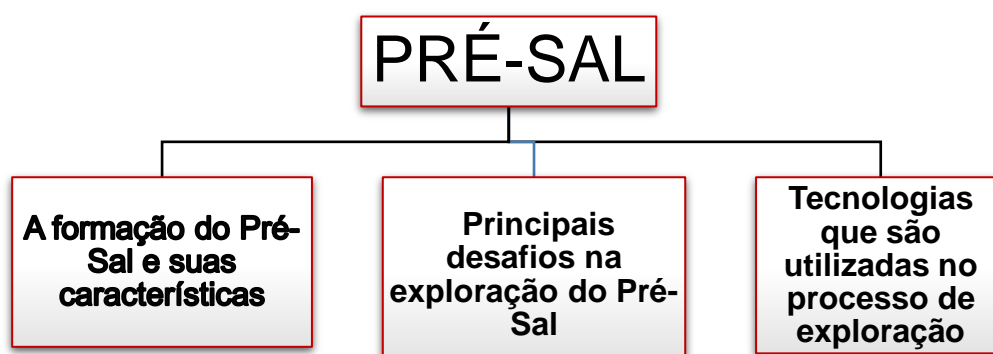 PRÉ-SAL
A formação do Pré-
Sal e suas
características
Principais
desafios na
exploração do Pré-
Sal
Tecnologias
que são
utilizadas no
processo de
exploração